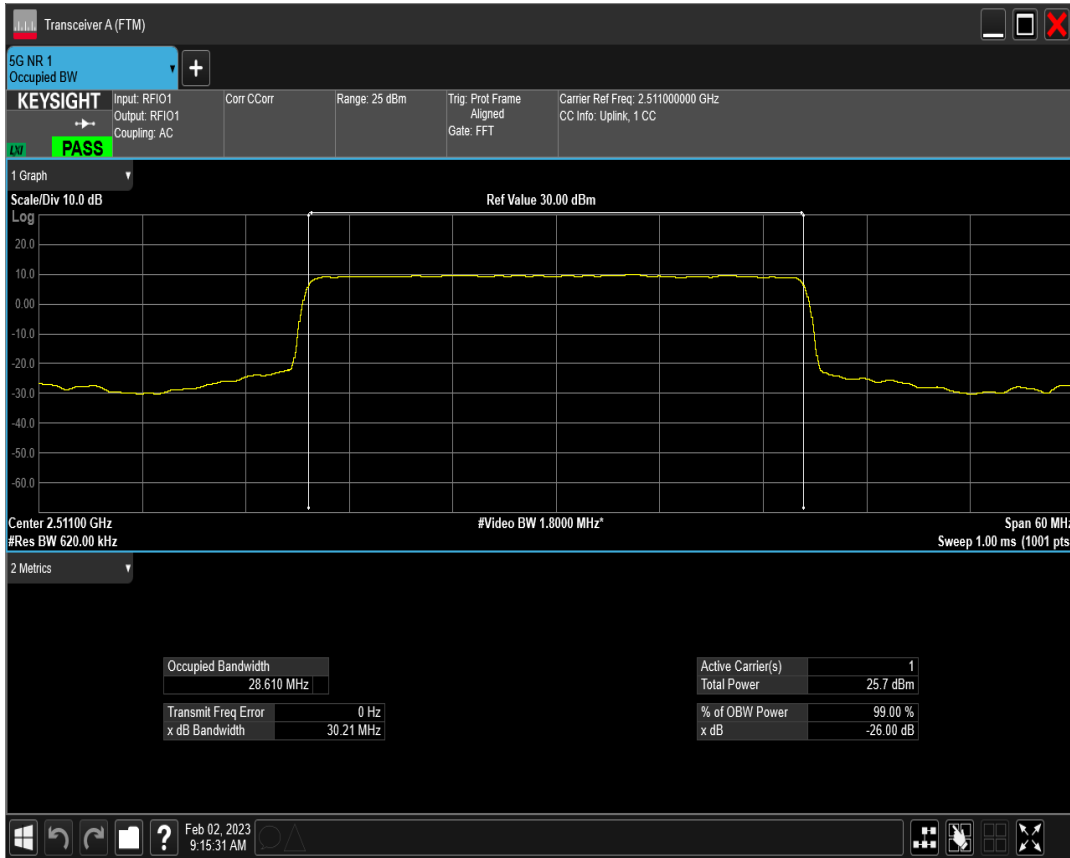 Transceiver A (FTM)
5G NR 1
Occupied BW
+
KEYSIGHT
LXI
PASS
Input: RFIO1
Output: RFIO1
Coupling: AC
Corr CCorr
Range: 25 dBm
Trig: Prot Frame
Aligned
Gate: FFT
Carrier Ref Freq: 2.511000000 GHz
CC Info: Uplink, 1 CC
1 Graph
Scale/Div 10.0 dB
Ref Value 30.00 dBm
Log
20.0
10.0
0.00
-10.0
-20.0
-30.0
-40.0
-50.0
-60.0
Center 2.51100 GHz
#Video BW 1.8000 MHz*
Span 60 MHz
#Res BW 620.00 kHz
Sweep 1.00 ms (1001 pts
2 Metrics
Occupied Bandwidth
28.610 MHz
Transmit Freq Error 0 Hz
x dB Bandwidth 30.21 MHz
Active Carrier(s) 1
Total Power 25.7 dBm
% of OBW Power 99.00 %
x dB -26.00 dB
?
Feb 02, 2023
9:15:31 AM